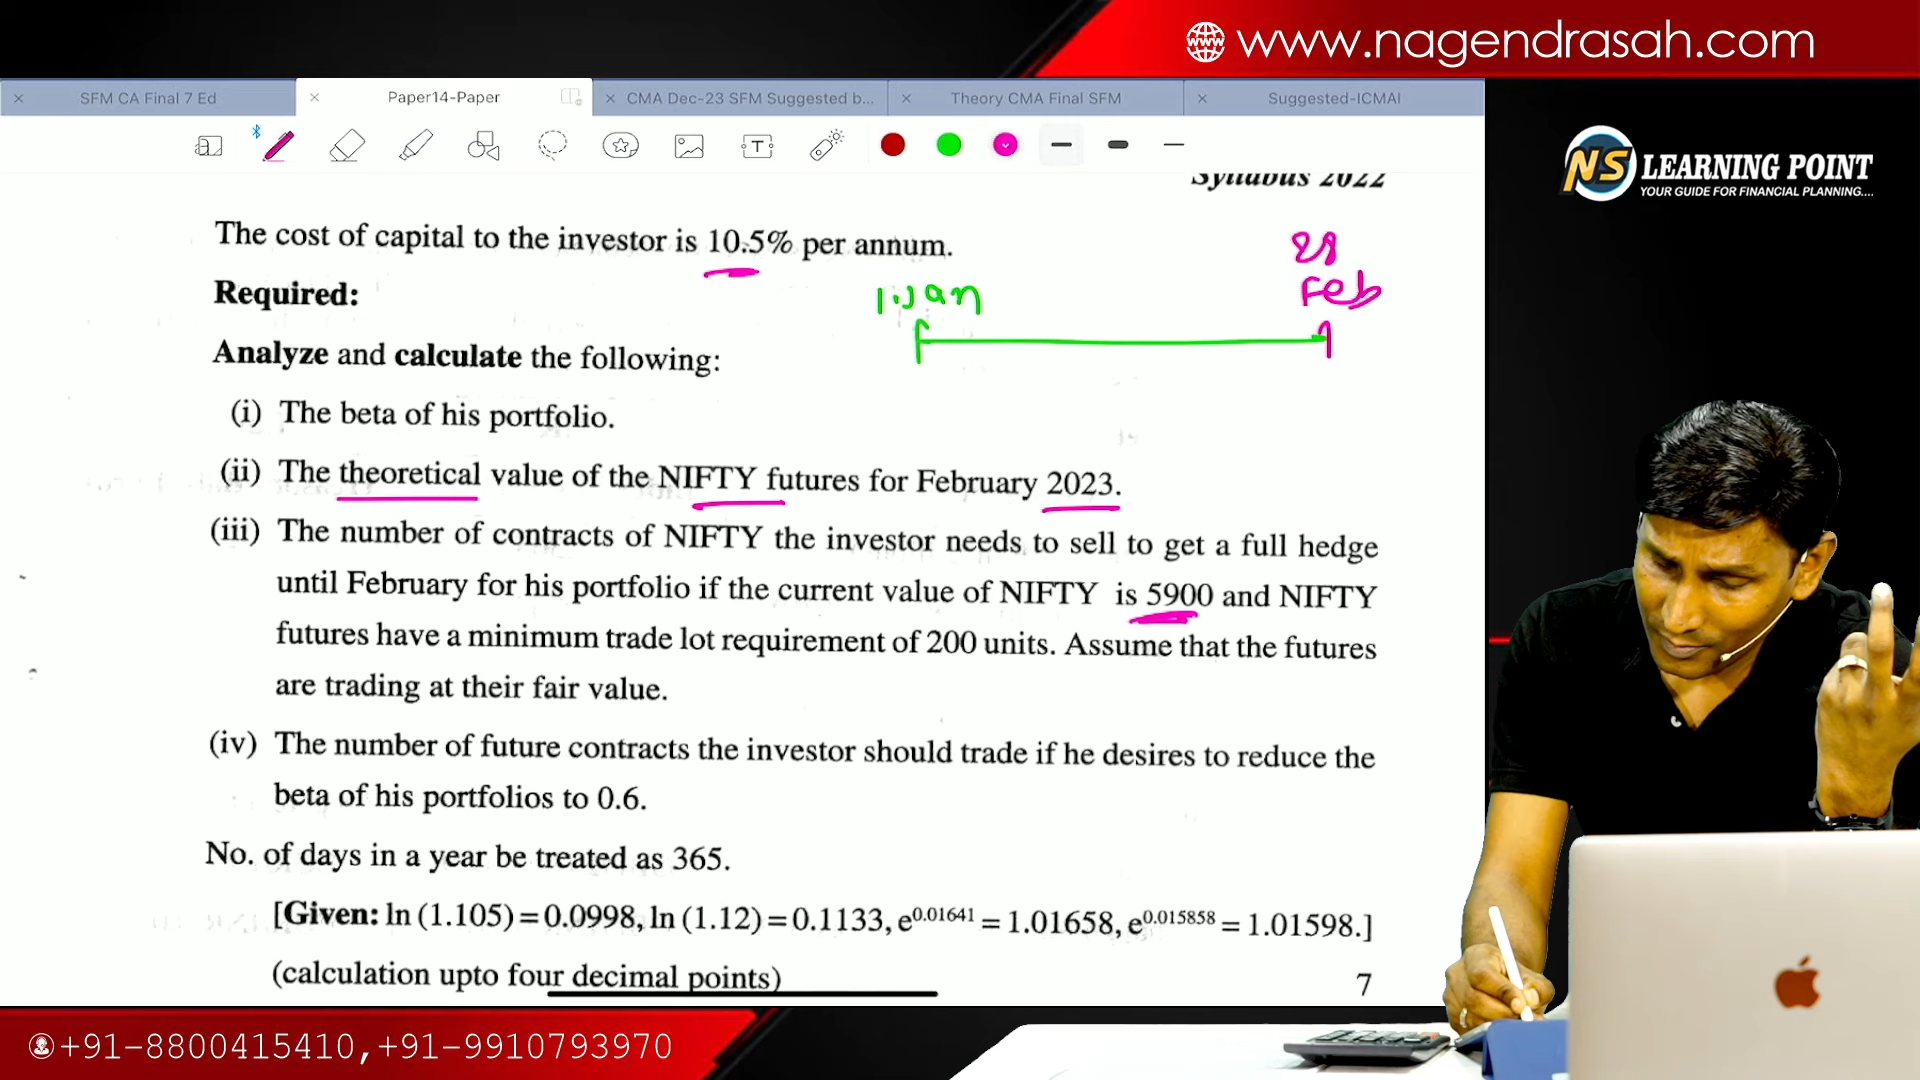 www.nagendrasah.com
SFM CA Final 7 Ed
Paper14-Paper
CMA Dec-23 SFM Suggested b...
Theory CMA Final SFM
Suggested-ICMAI
NS LEARNING POINT
YOUR GUIDE FOR FINANCIAL PLANNING....
Syllabus 2022
The cost of capital to the investor is 10.5% per annum.
28
Feb
1 Jan
Required:
Analyze and calculate the following:
(i) The beta of his portfolio.
(ii) The theoretical value of the NIFTY futures for February 2023.
(iii) The number of contracts of NIFTY the investor needs to sell to get a full hedge
until February for his portfolio if the current value of NIFTY is 5900 and NIFTY
futures have a minimum trade lot requirement of 200 units. Assume that the futures
are trading at their fair value.
(iv) The number of future contracts the investor should trade if he desires to reduce the
beta of his portfolios to 0.6.
No. of days in a year be treated as 365.
[Given: ln (1.105) = 0.0998, ln (1.12) = 0.1133, e^0.01641 = 1.01658, e^0.015858 = 1.01598.]
(calculation upto four decimal points)
7
+91-8800415410,+91-9910793970